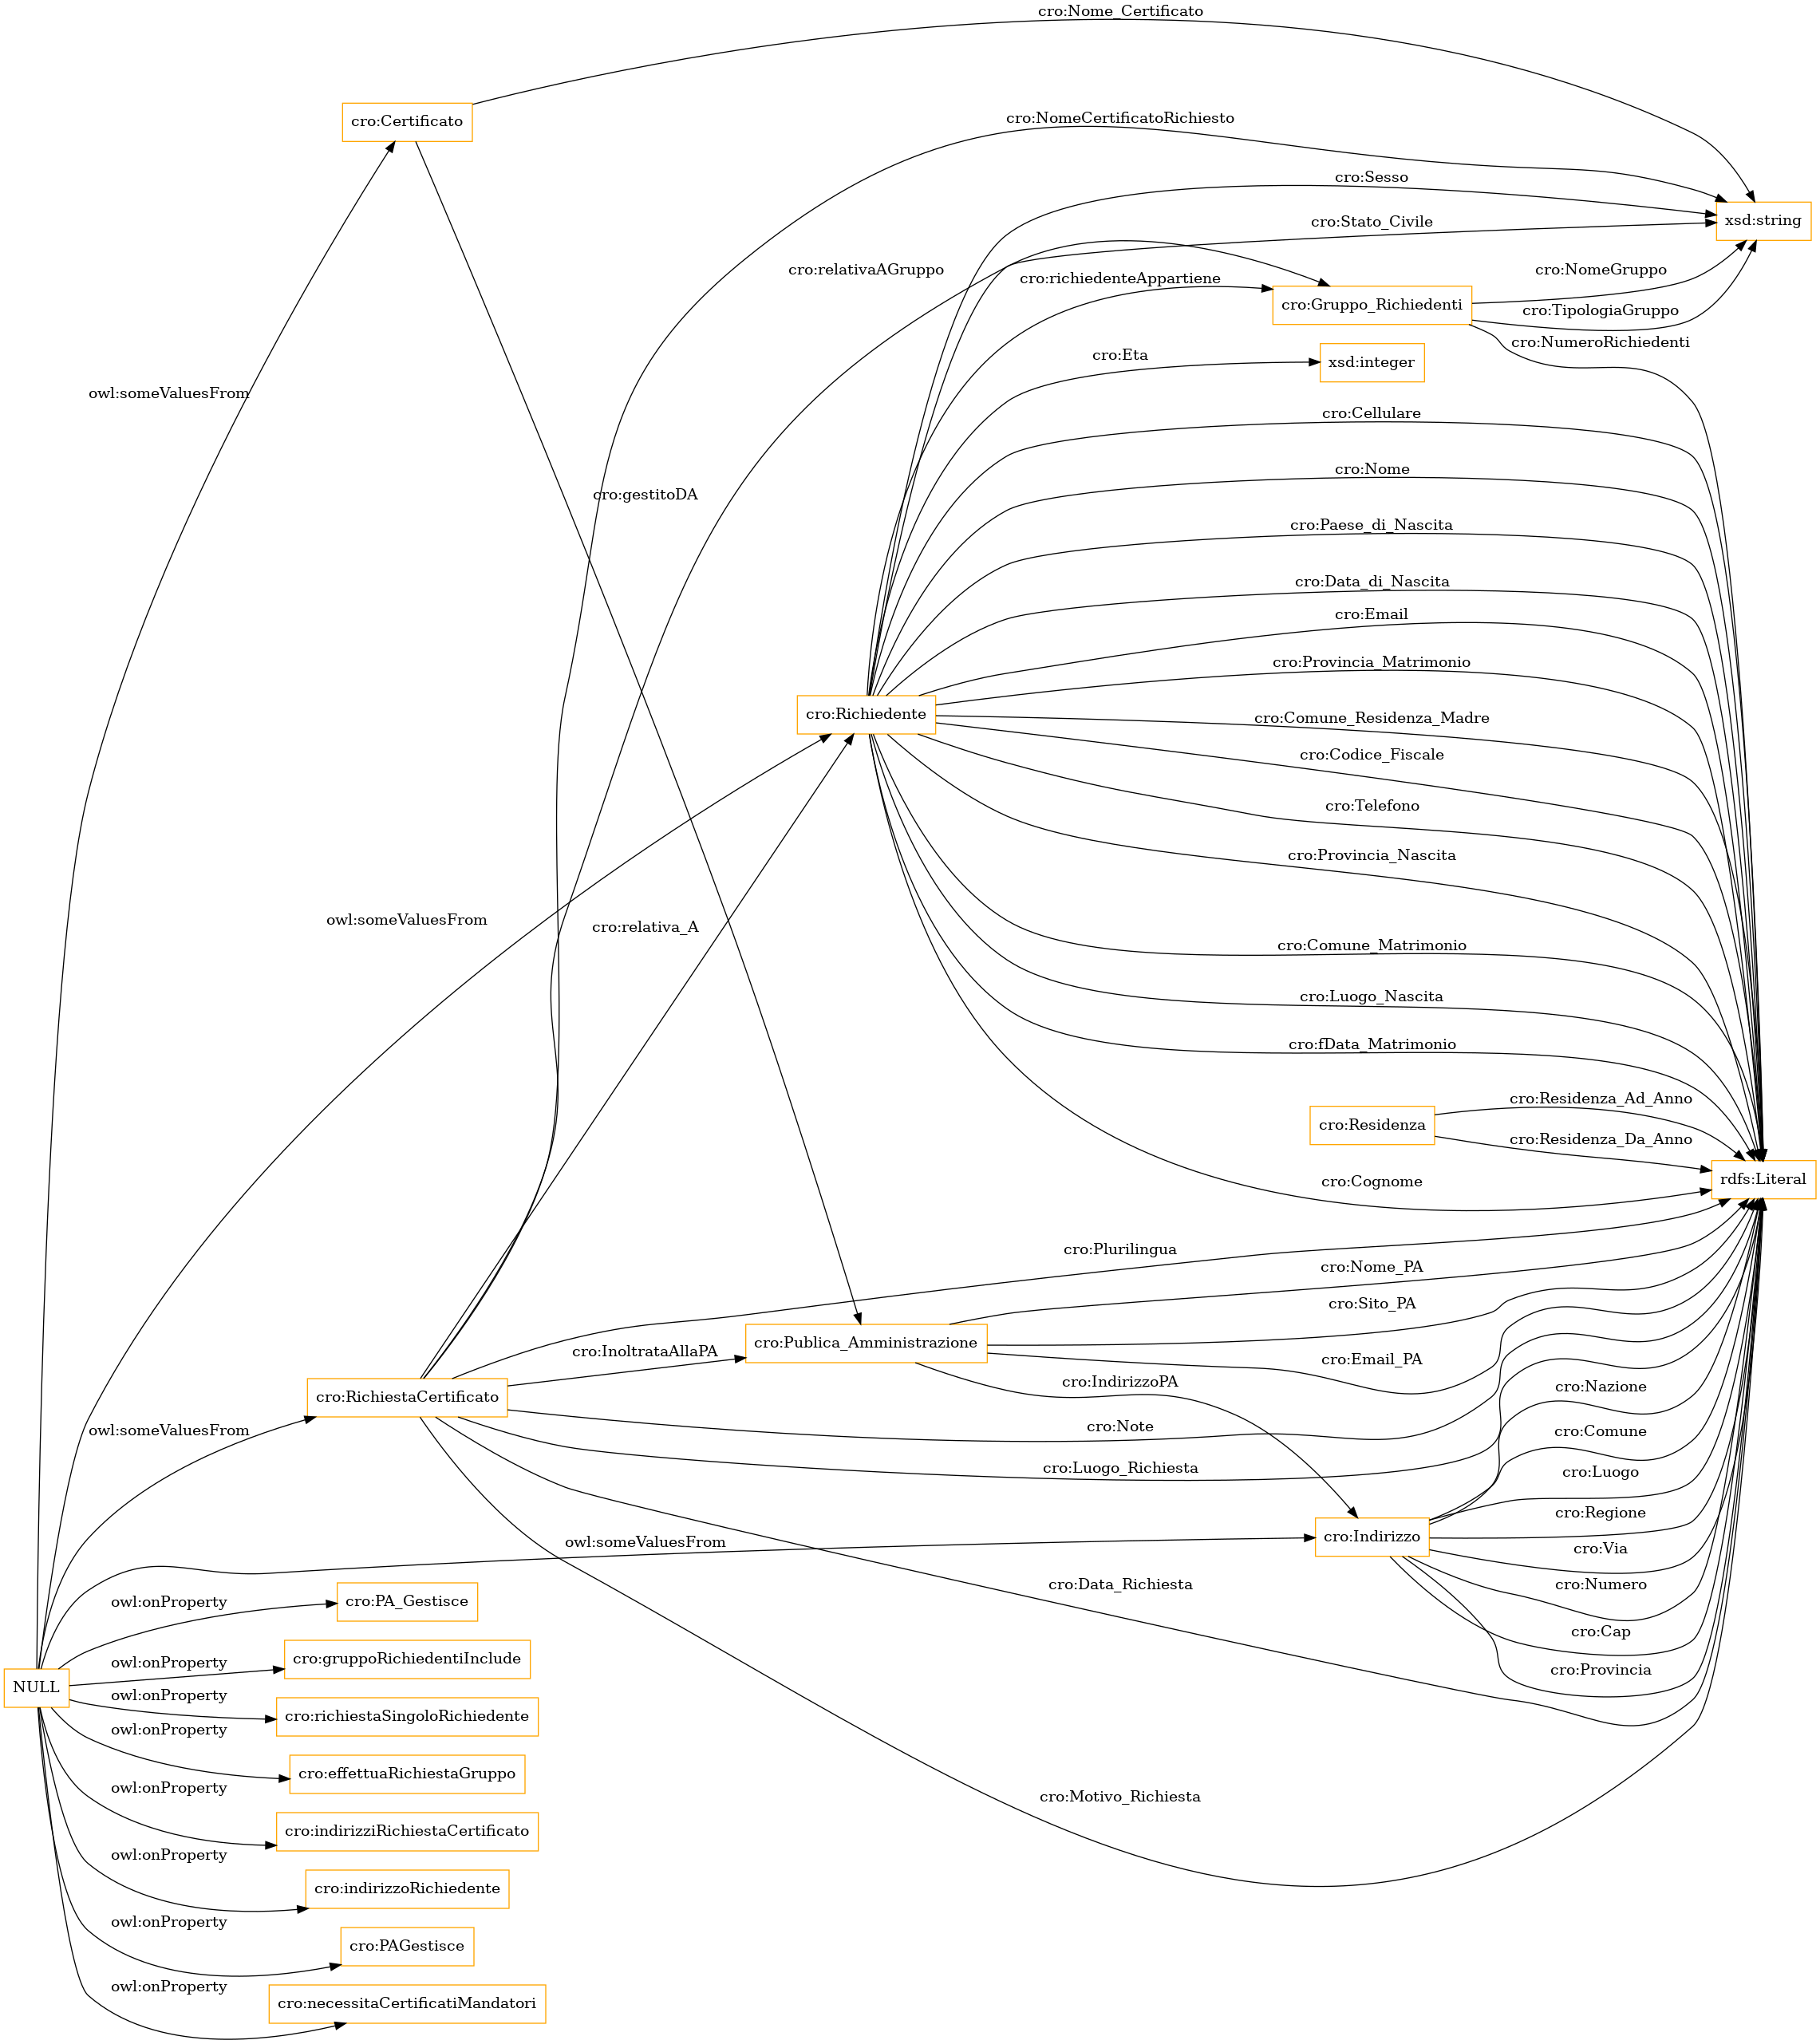 cro:Nome_Certificato
cro:Certificato
cro:NomeCertificatoRichiesto
cro:Sesso
cro:Stato_Civile
xsd:string
cro:relativaAGruppo
cro:richiedenteAppartiene
cro:NomeGruppo
cro:Gruppo_Richiedenti
cro:TipologiaGruppo
cro:NumeroRichiedenti
cro:Eta
xsd:integer
owl:someValuesFrom
cro:Cellulare
cro:Nome
cro:gestitoDA
cro:Paese_di_Nascita
cro:Data_di_Nascita
cro:Email
cro:Provincia_Matrimonio
cro:Richiedente
cro:Comune_Residenza_Madre
cro:Codice_Fiscale
cro:Telefono
cro:Provincia_Nascita
owl:someValuesFrom
cro:relativa_A
cro:Comune_Matrimonio
cro:Luogo_Nascita
cro:fData_Matrimonio
cro:Residenza
cro:Residenza_Ad_Anno
cro:Residenza_Da_Anno
cro:Cognome
rdfs:Literal
cro:Plurilingua
cro:Nome_PA
cro:Sito_PA
cro:Publica_Amministrazione
cro:InoltrataAllaPA
cro:Email_PA
cro:IndirizzoPA
cro:RichiestaCertificato
cro:Nazione
owl:someValuesFrom
cro:Note
cro:Comune
cro:Luogo_Richiesta
cro:Luogo
cro:Regione
cro:Indirizzo
owl:someValuesFrom
cro:Via
cro:Data_Richiesta
cro:Numero
owl:onProperty
cro:PA_Gestisce
cro:Cap
owl:onProperty
cro:gruppoRichiedentiInclude
cro:Provincia
NULL
owl:onProperty
cro:richiestaSingoloRichiedente
owl:onProperty
cro:effettuaRichiestaGruppo
owl:onProperty
cro:Motivo_Richiesta
cro:indirizziRichiestaCertificato
owl:onProperty
cro:indirizzoRichiedente
owl:onProperty
cro:PAGestisce
owl:onProperty
cro:necessitaCertificatiMandatori